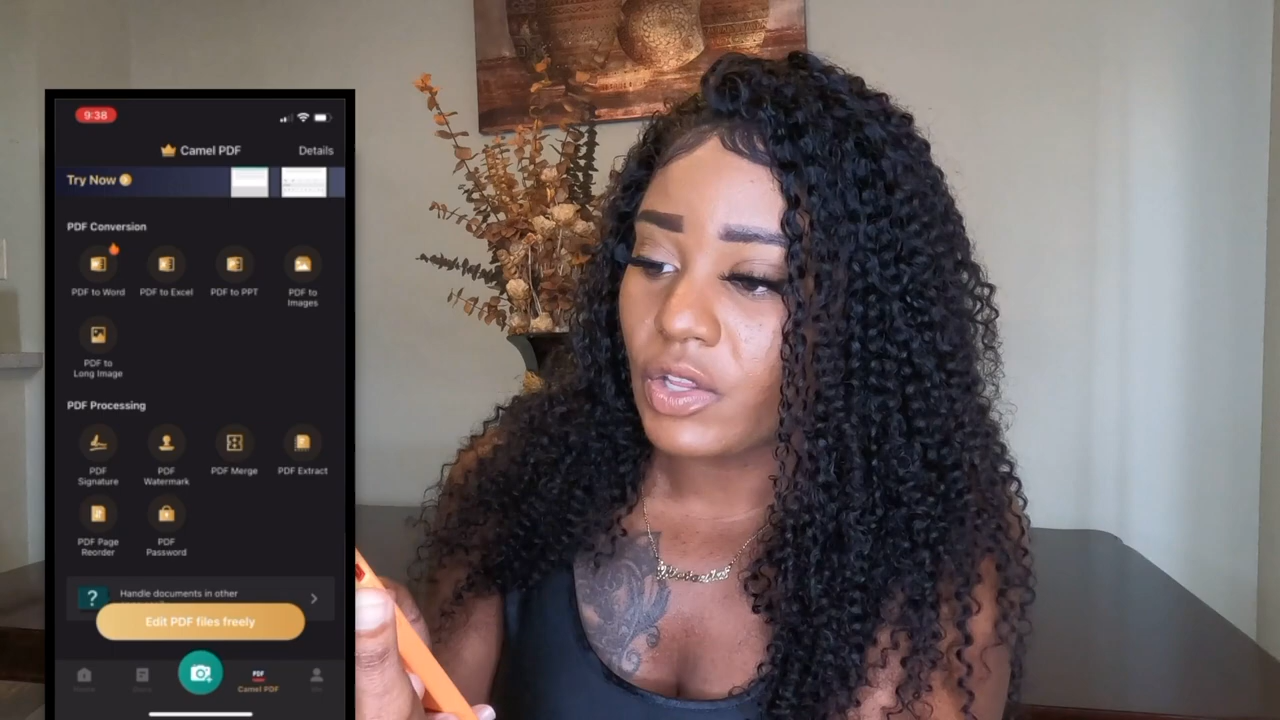 9:38
Camel PDF
Details
Try Now
PDF Conversion
PDF to Word
PDF to Excel
PDF to PPT
PDF to
Images
PDF to
Long Image
PDF Processing
PDF
Signature
PDF
Watermark
PDF Merge
PDF Extract
PDF Page
Reorder
PDF
Password
?
Handle documents in other
Edit PDF files freely
PDF
Camel PDF
Me